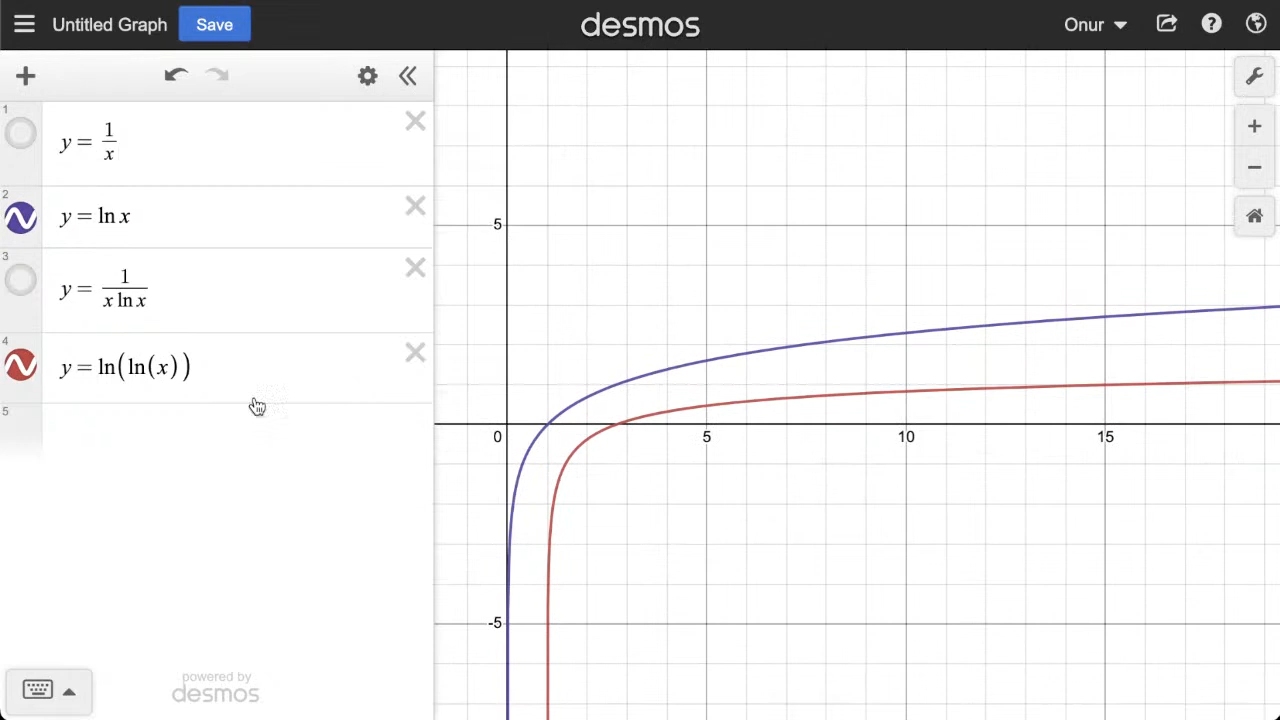 Untitled Graph Save desmos Onur
1
y = 1/x
2
y = ln x
3
y = 1/(x ln x)
4
y = ln(ln(x))
5
5
0 5 10 15
-5
powered by
desmos